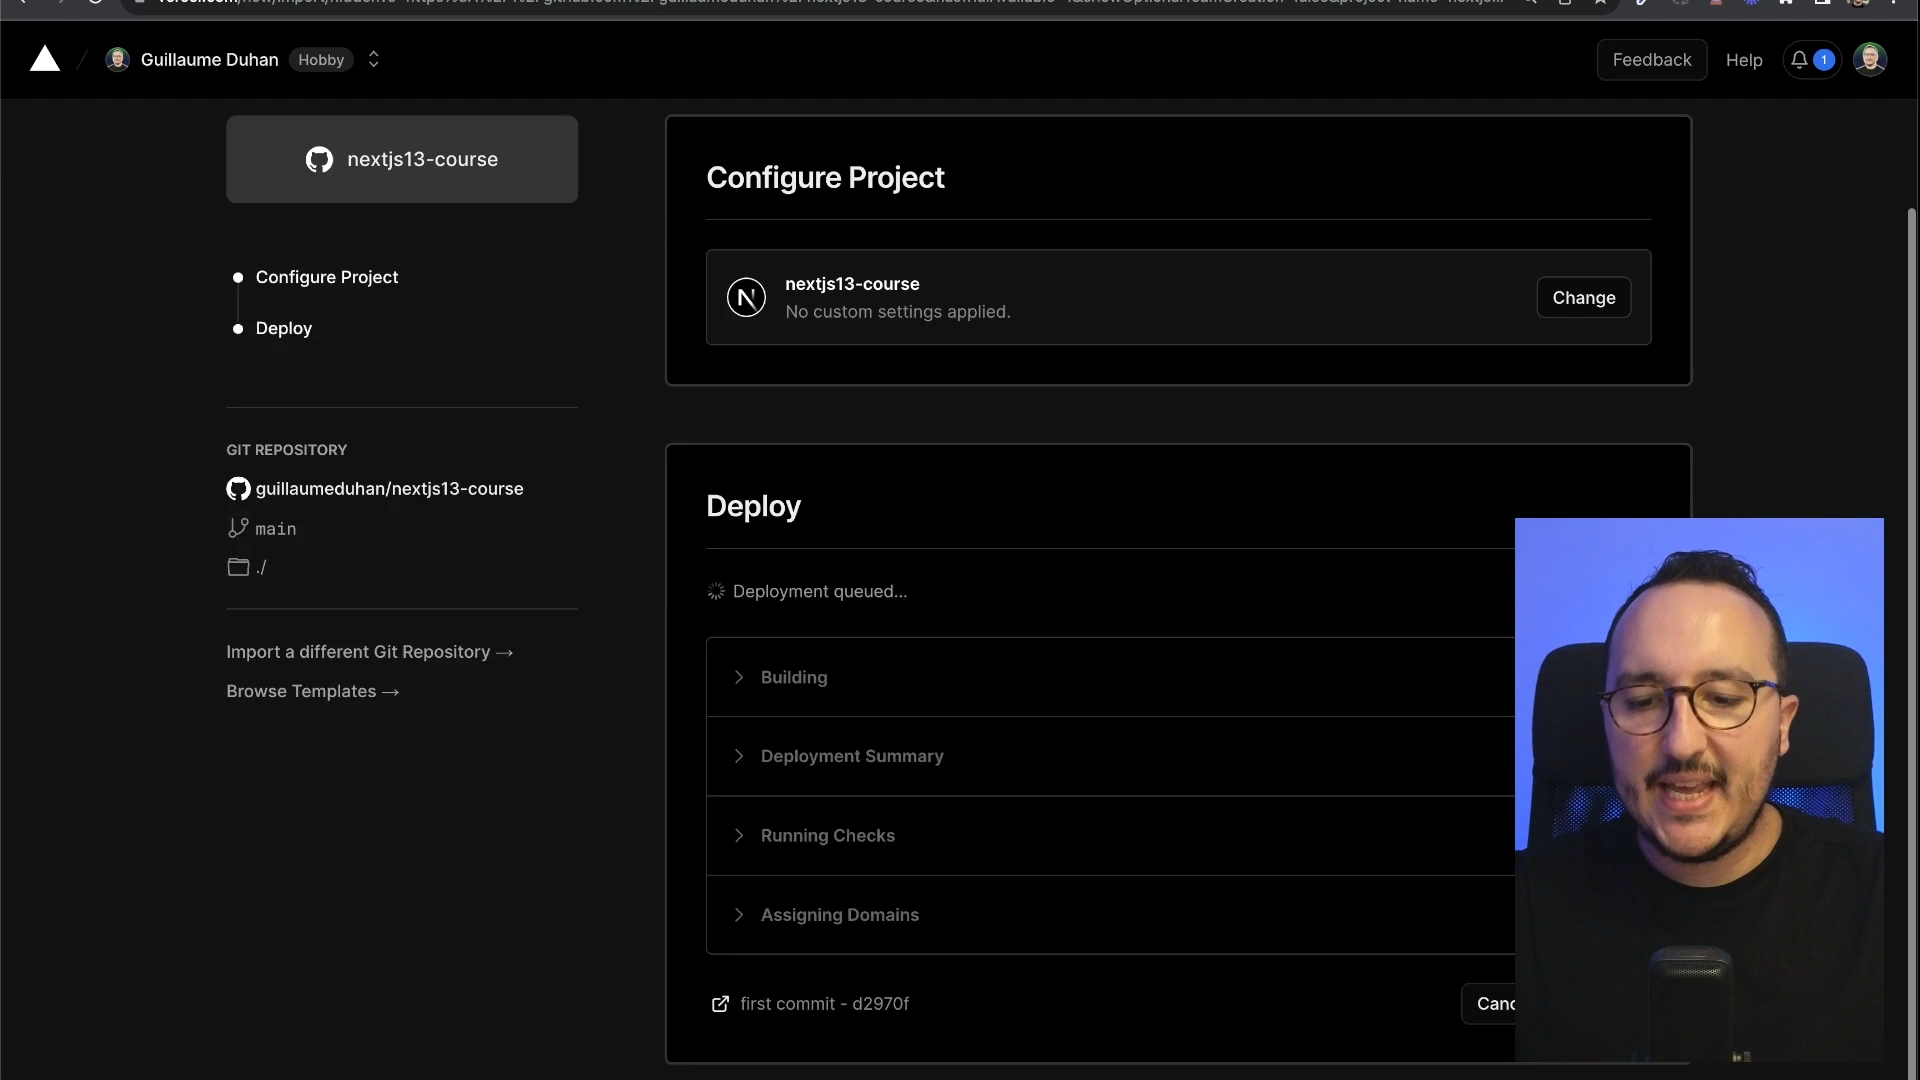 Guillaume Duhan Hobby
Feedback
Help
1
nextjs13-course
Configure Project
Deploy
GIT REPOSITORY
guillaumeduhan/nextjs13-course
main
./
Import a different Git Repository →
Browse Templates →
Configure Project
nextjs13-course
No custom settings applied.
Change
Deploy
Deployment queued...
Building
Deployment Summary
Running Checks
Assigning Domains
first commit - d2970f
Canc